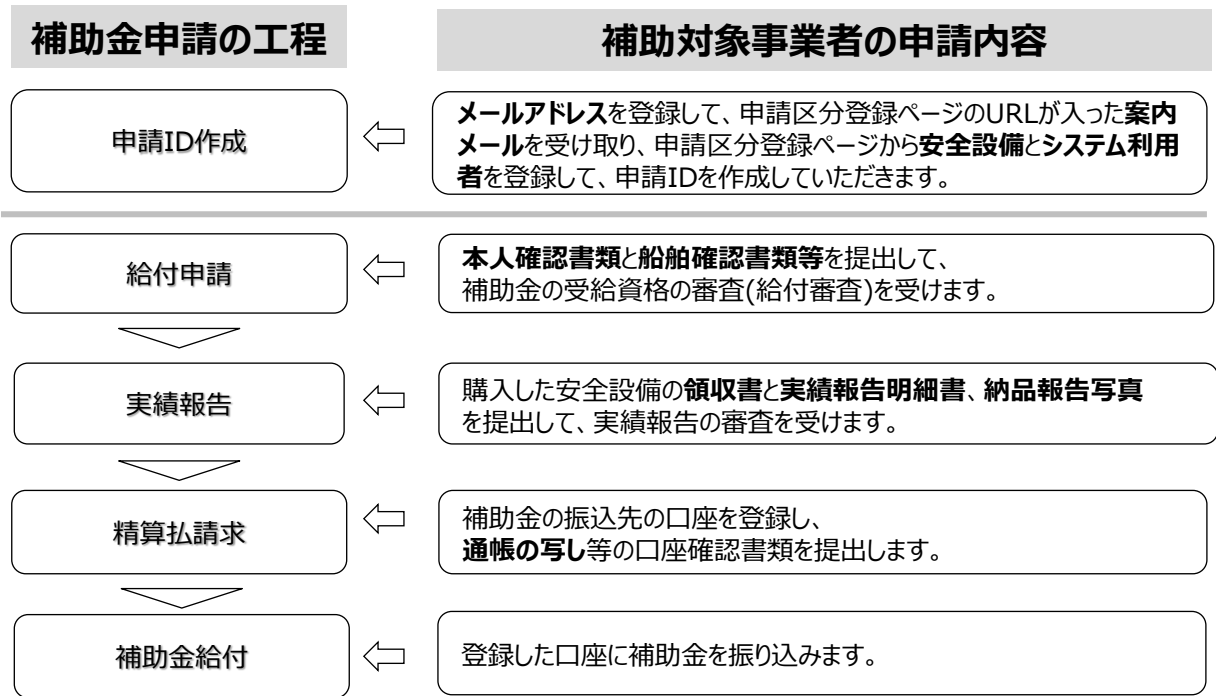 補助金申請の工程
補助対象事業者の申請内容
申請ID作成
メールアドレスを登録して、申請区分登録ページのURLが入った案内
メールを受け取り、申請区分登録ページから安全設備とシステム利用
者を登録して、申請IDを作成していただきます。
給付申請
本人確認書類と船舶確認書類等を提出して、
補助金の受給資格の審査(給付審査)を受けます。
実績報告
購入した安全設備の領収書と実績報告明細書、納品報告写真
を提出して、実績報告の審査を受けます。
精算払請求
補助金の振込先の口座を登録し、
通帳の写し等の口座確認書類を提出します。
補助金給付
登録した口座に補助金を振り込みます。